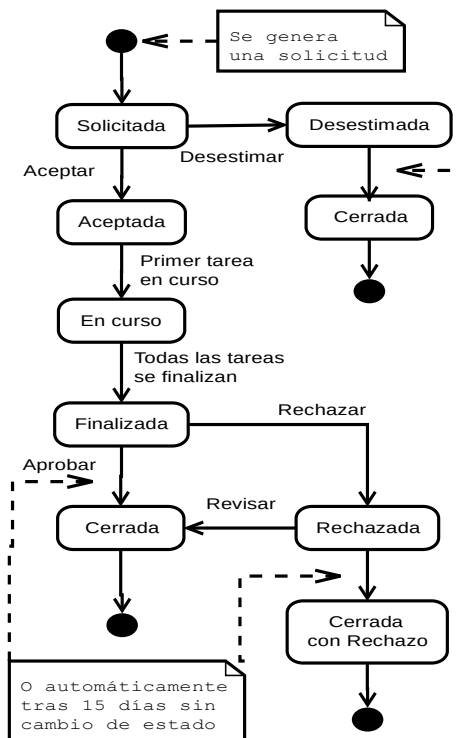 Se genera
una solicitud
Solicitada
Desestimada
Desestimar
Aceptar
Aceptada
Cerrada
Primer tarea
en curso
En curso
Todas las tareas
se finalizan
Finalizada
Rechazar
Aprobar
Revisar
Cerrada
Rechazada
Cerrada
con Rechazo
O automáticamente
tras 15 días sin
cambio de estado